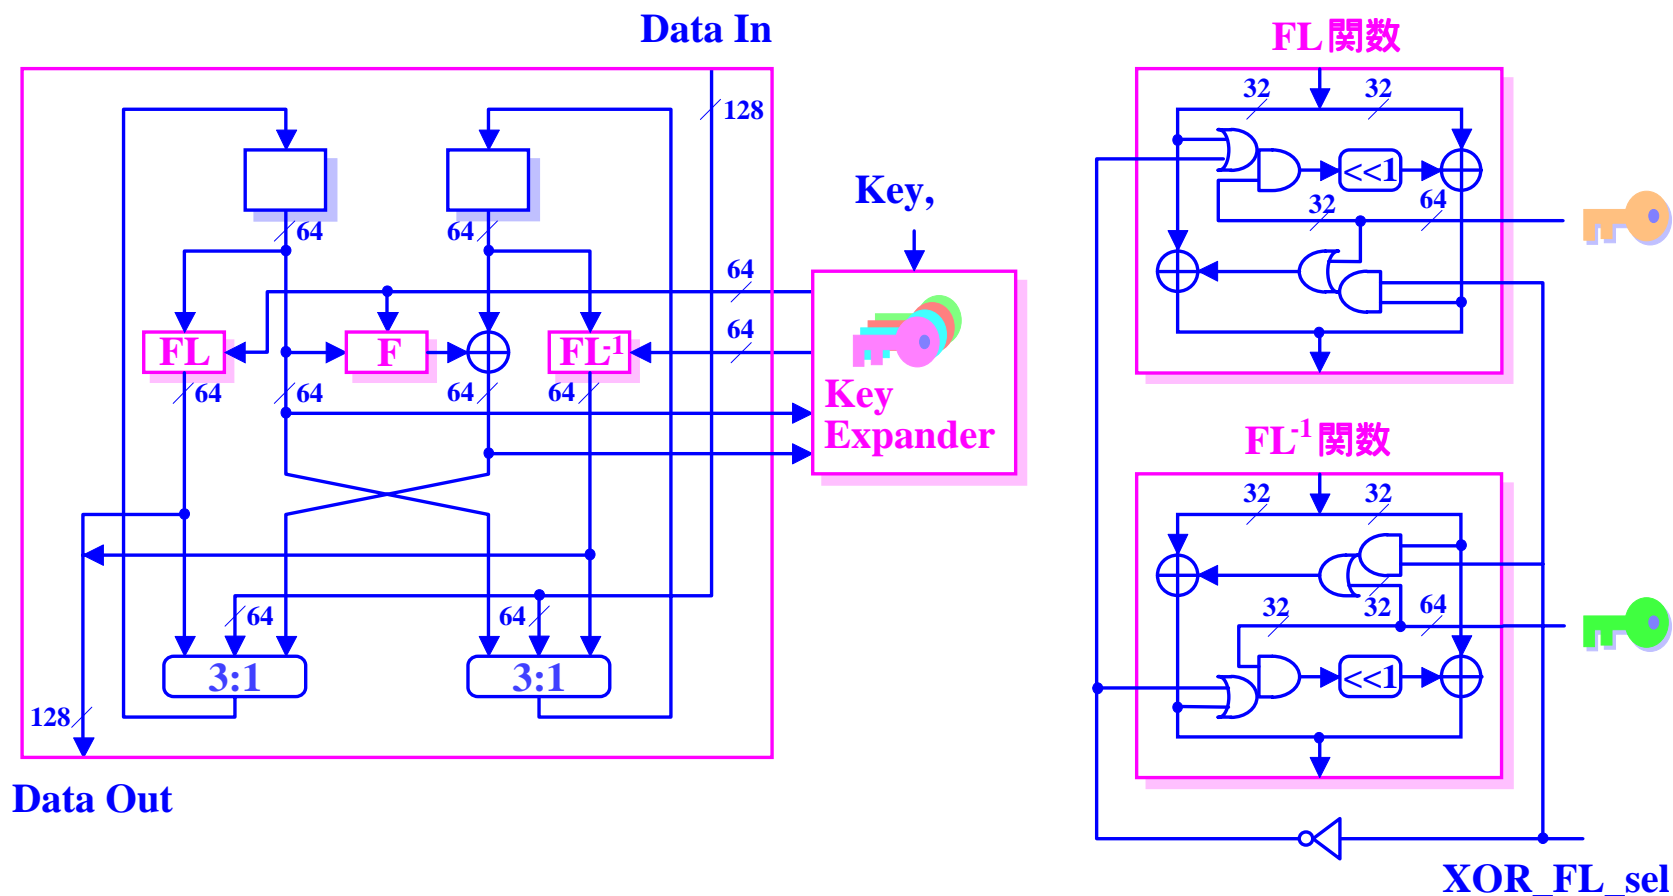 Data In
128
64
64
Key,
64
64
FL
F
FL-1
64
64
64
64
Key
Expander
64
64
3:1
3:1
128
Data Out
FL関数
32
32
<<1
32
64
FL-1関数
32
32
32
32
64
<<1
XOR_FL_sel